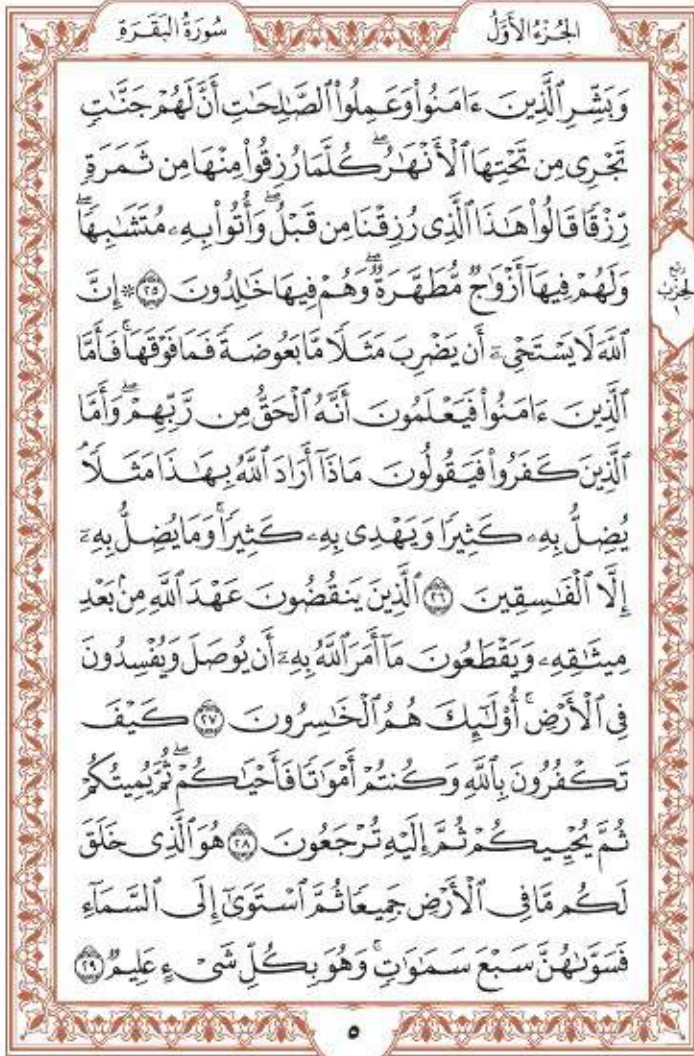 سُورَةُ البَقَرَةِ
الجُزْءُ الأَوَّلُ
وَبَشِّرِ ٱلَّذِينَ ءَامَنُوا۟ وَعَمِلُوا۟ ٱلصَّـٰلِحَـٰتِ أَنَّ لَهُمْ جَنَّـٰتٍ
تَجْرِى مِن تَحْتِهَا ٱلْأَنْهَـٰرُ ۖ كُلَّمَا رُزِقُوا۟ مِنْهَا مِن ثَمَرَةٍ
رِّزْقًا قَالُوا۟ هَـٰذَا ٱلَّذِى رُزِقْنَا مِن قَبْلُ ۖ وَأُتُوا۟ بِهِۦ مُتَشَـٰبِهًا ۖ
وَلَهُمْ فِيهَآ أَزْوَٰجٌ مُّطَهَّرَةٌ ۖ وَهُمْ فِيهَا خَـٰلِدُونَ ﴿٢٥﴾ ۞ إِنَّ
ٱللَّهَ لَا يَسْتَحْىِۦٓ أَن يَضْرِبَ مَثَلًا مَّا بَعُوضَةً فَمَا فَوْقَهَا ۚ فَأَمَّا
ٱلَّذِينَ ءَامَنُوا۟ فَيَعْلَمُونَ أَنَّهُ ٱلْحَقُّ مِن رَّبِّهِمْ ۖ وَأَمَّا
ٱلَّذِينَ كَفَرُوا۟ فَيَقُولُونَ مَاذَآ أَرَادَ ٱللَّهُ بِهَـٰذَا مَثَلًا ۘ
يُضِلُّ بِهِۦ كَثِيرًا وَيَهْدِى بِهِۦ كَثِيرًا ۚ وَمَا يُضِلُّ بِهِۦٓ
إِلَّا ٱلْفَـٰسِقِينَ ﴿٢٦﴾ ٱلَّذِينَ يَنقُضُونَ عَهْدَ ٱللَّهِ مِنۢ بَعْدِ
مِيثَـٰقِهِۦ وَيَقْطَعُونَ مَآ أَمَرَ ٱللَّهُ بِهِۦٓ أَن يُوصَلَ وَيُفْسِدُونَ
فِى ٱلْأَرْضِ ۚ أُو۟لَـٰٓئِكَ هُمُ ٱلْخَـٰسِرُونَ ﴿٢٧﴾ كَيْفَ
تَكْفُرُونَ بِٱللَّهِ وَكُنتُمْ أَمْوَٰتًا فَأَحْيَـٰكُمْ ۖ ثُمَّ يُمِيتُكُمْ
ثُمَّ يُحْيِيكُمْ ثُمَّ إِلَيْهِ تُرْجَعُونَ ﴿٢٨﴾ هُوَ ٱلَّذِى خَلَقَ
لَكُم مَّا فِى ٱلْأَرْضِ جَمِيعًا ثُمَّ ٱسْتَوَىٰٓ إِلَى ٱلسَّمَآءِ
فَسَوَّىٰهُنَّ سَبْعَ سَمَـٰوَٰتٍ ۚ وَهُوَ بِكُلِّ شَىْءٍ عَلِيمٌ ﴿٢٩﴾
ربع
الحزب
١
٥